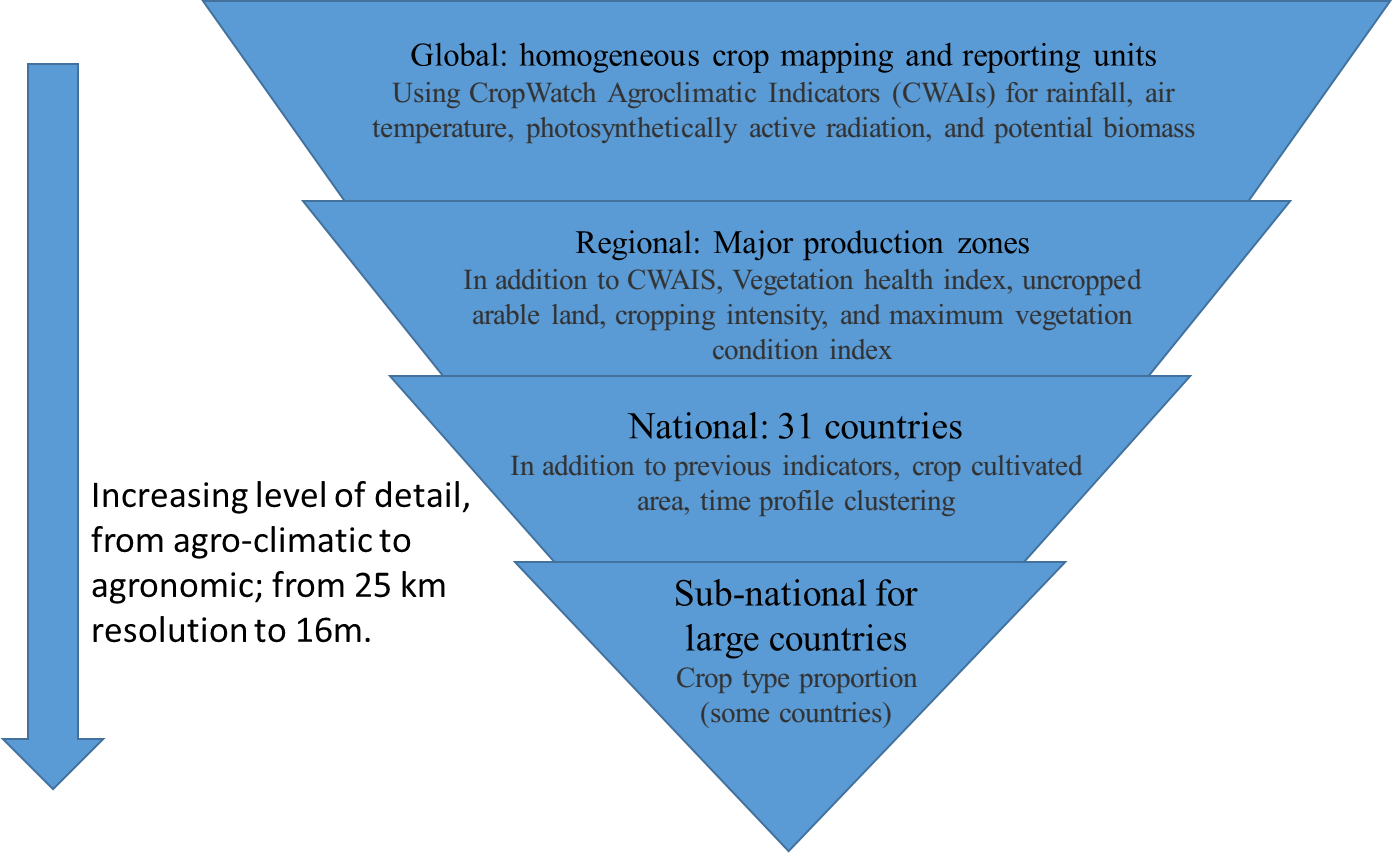 Global: homogeneous crop mapping and reporting units
Using CropWatch Agroclimatic Indicators (CWAIs) for rainfall, air
temperature, photosynthetically active radiation, and potential biomass
Regional: Major production zones
In addition to CWAIS, Vegetation health index, uncropped
arable land, cropping intensity, and maximum vegetation
condition index
National: 31 countries
In addition to previous indicators, crop cultivated
area, time profile clustering
Sub-national for
large countries
Crop type proportion
(some countries)
Increasing level of detail,
from agro-climatic to
agronomic; from 25 km
resolution to 16m.